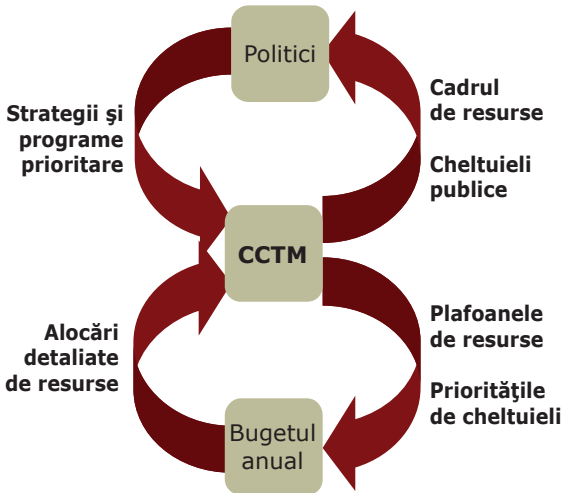 Politici
Strategii şi
programe
prioritare
Cadrul
de resurse
Cheltuieli
publice
CCTM
Alocări
detaliate
de resurse
Plafoanele
de resurse
Priorităţile
de cheltuieli
Bugetul
anual